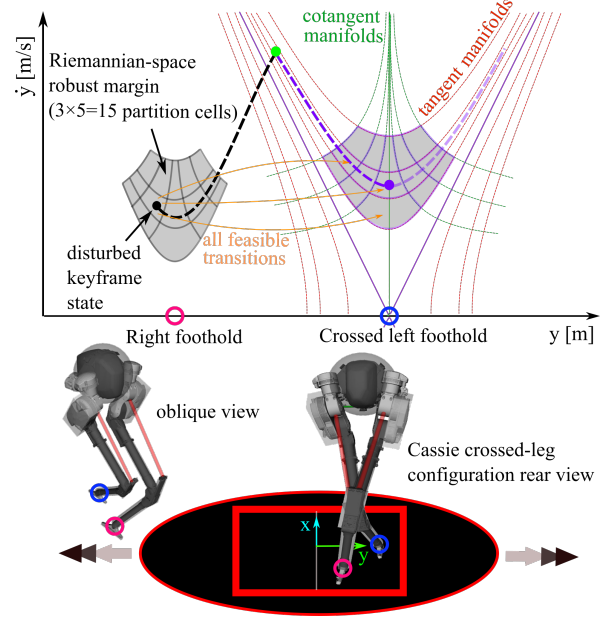 ẏ [m/s]
cotangent
manifolds
tangent manifolds
Riemannian-space
robust margin
(3×5=15 partition cells)
disturbed
keyframe
state
all feasible
transitions
Right foothold
Crossed left foothold
y [m]
oblique view
Cassie crossed-leg
configuration rear view
x
y